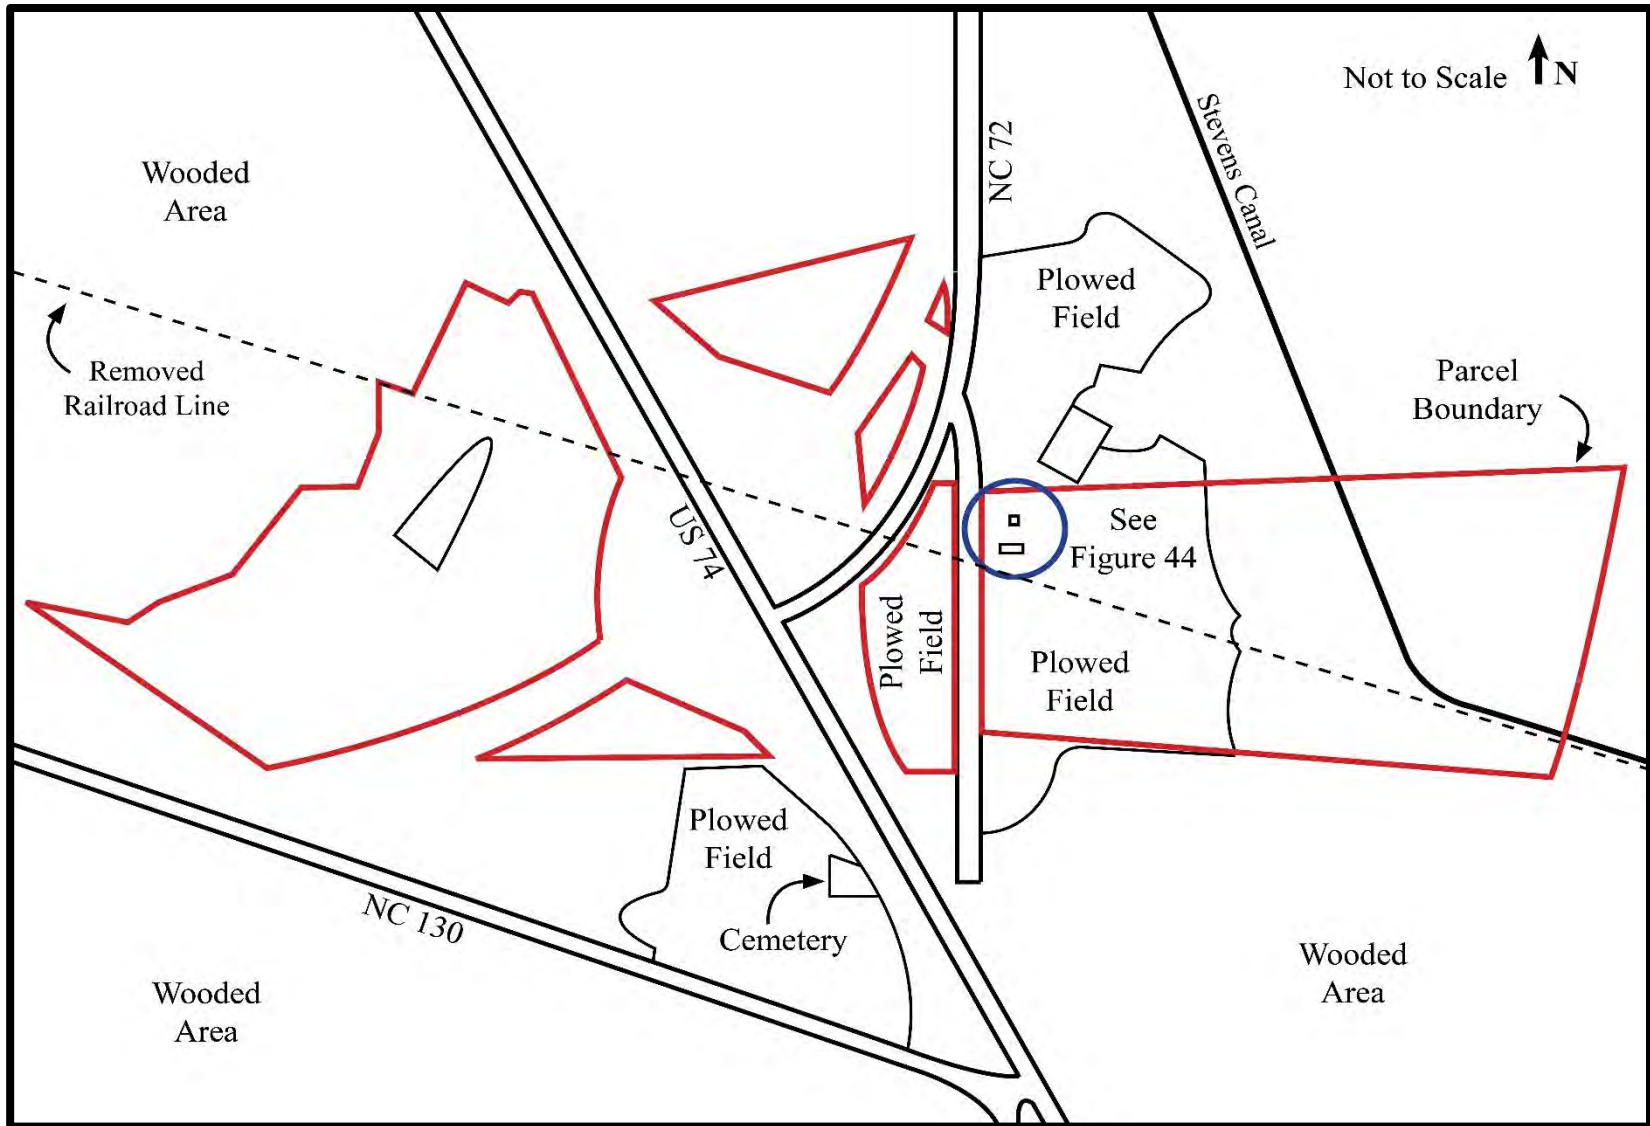 Not to Scale
N
Wooded
Area
NC 72
Stevens Canal
Plowed
Field
Removed
Railroad Line
Parcel
Boundary
US 74
See
Figure 44
Plowed
Field
Plowed
Field
Plowed
Field
NC 130
Cemetery
Wooded
Area
Wooded
Area